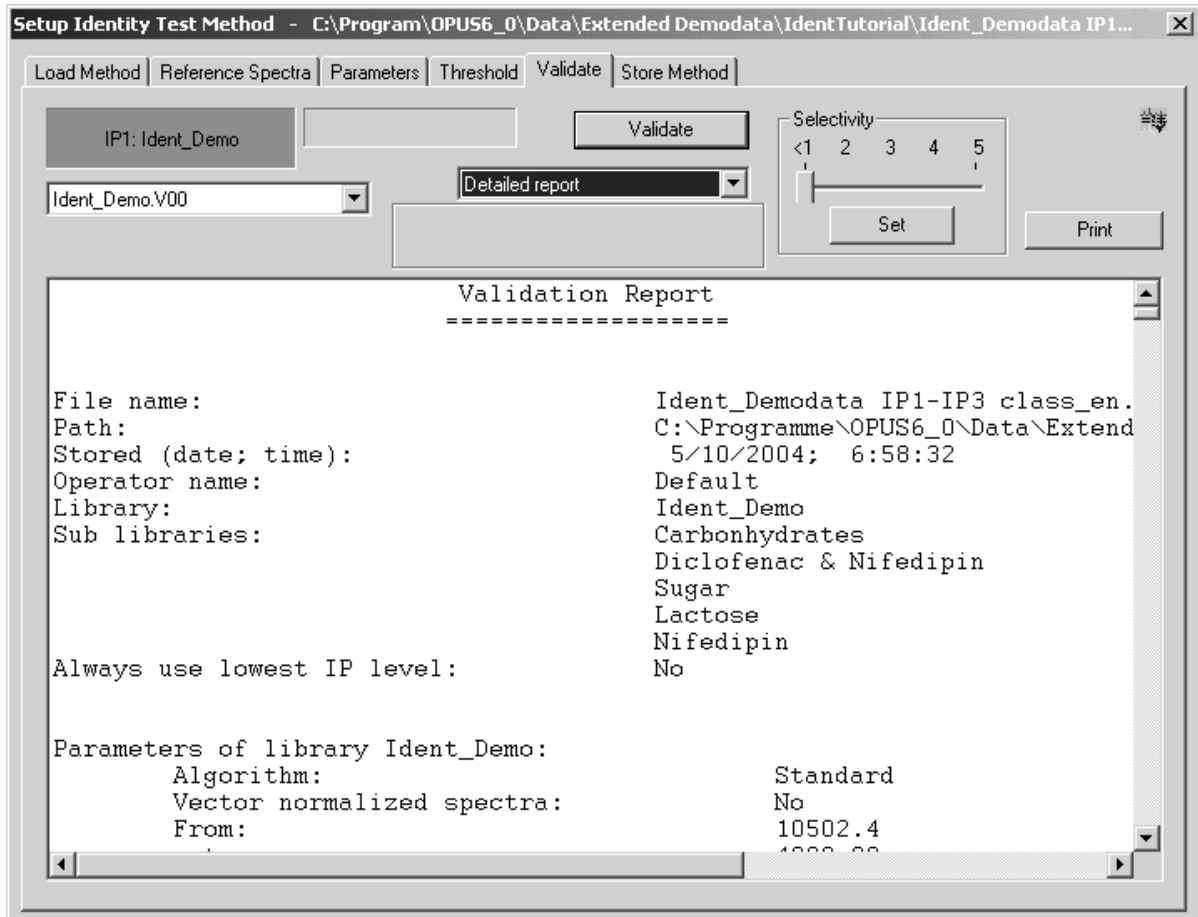 Setup Identity Test Method - C:\Program\OPUS6_0\Data\Extended Demodata\IdentTutorial\Ident_Demodata IP1...
Load Method Reference Spectra Parameters Threshold Validate Store Method
IP1: Ident_Demo
Validate
Selectivity
<1 2 3 4 5
Ident_Demo.V00
Detailed report
Set
Print
Validation Report
===================
File name: Ident_Demodata IP1-IP3 class_en.
Path: C:\Programme\OPUS6_0\Data\Extend
Stored (date; time): 5/10/2004; 6:58:32
Operator name: Default
Library: Ident_Demo
Sub libraries: Carbonhydrates
Diclofenac & Nifedipin
Sugar
Lactose
Nifedipin
Always use lowest IP level: No
Parameters of library Ident_Demo:
Algorithm: Standard
Vector normalized spectra: No
From: 10502.4